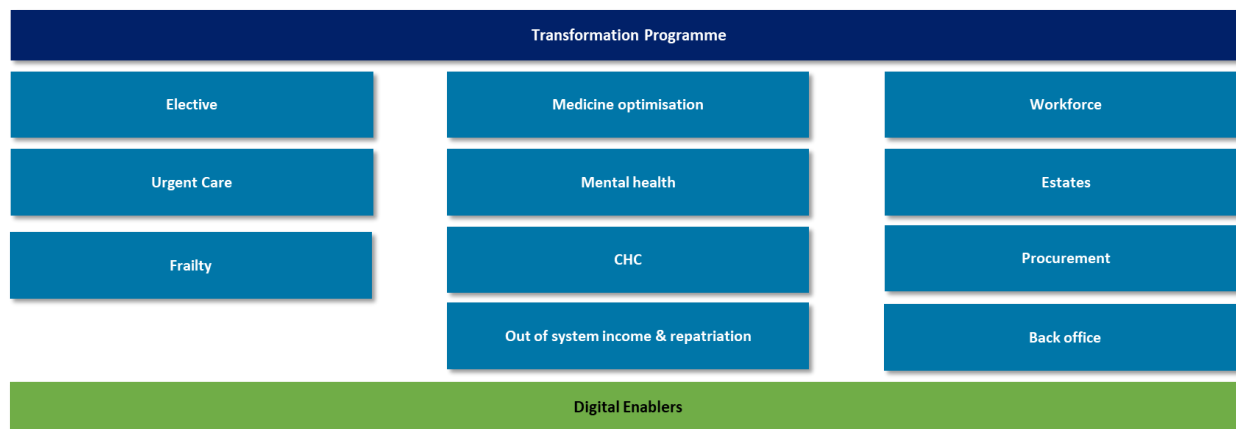 Transformation Programme
Elective
Medicine optimisation
Workforce
Urgent Care
Mental health
Estates
Frailty
CHC
Procurement
Out of system income & repatriation
Back office
Digital Enablers